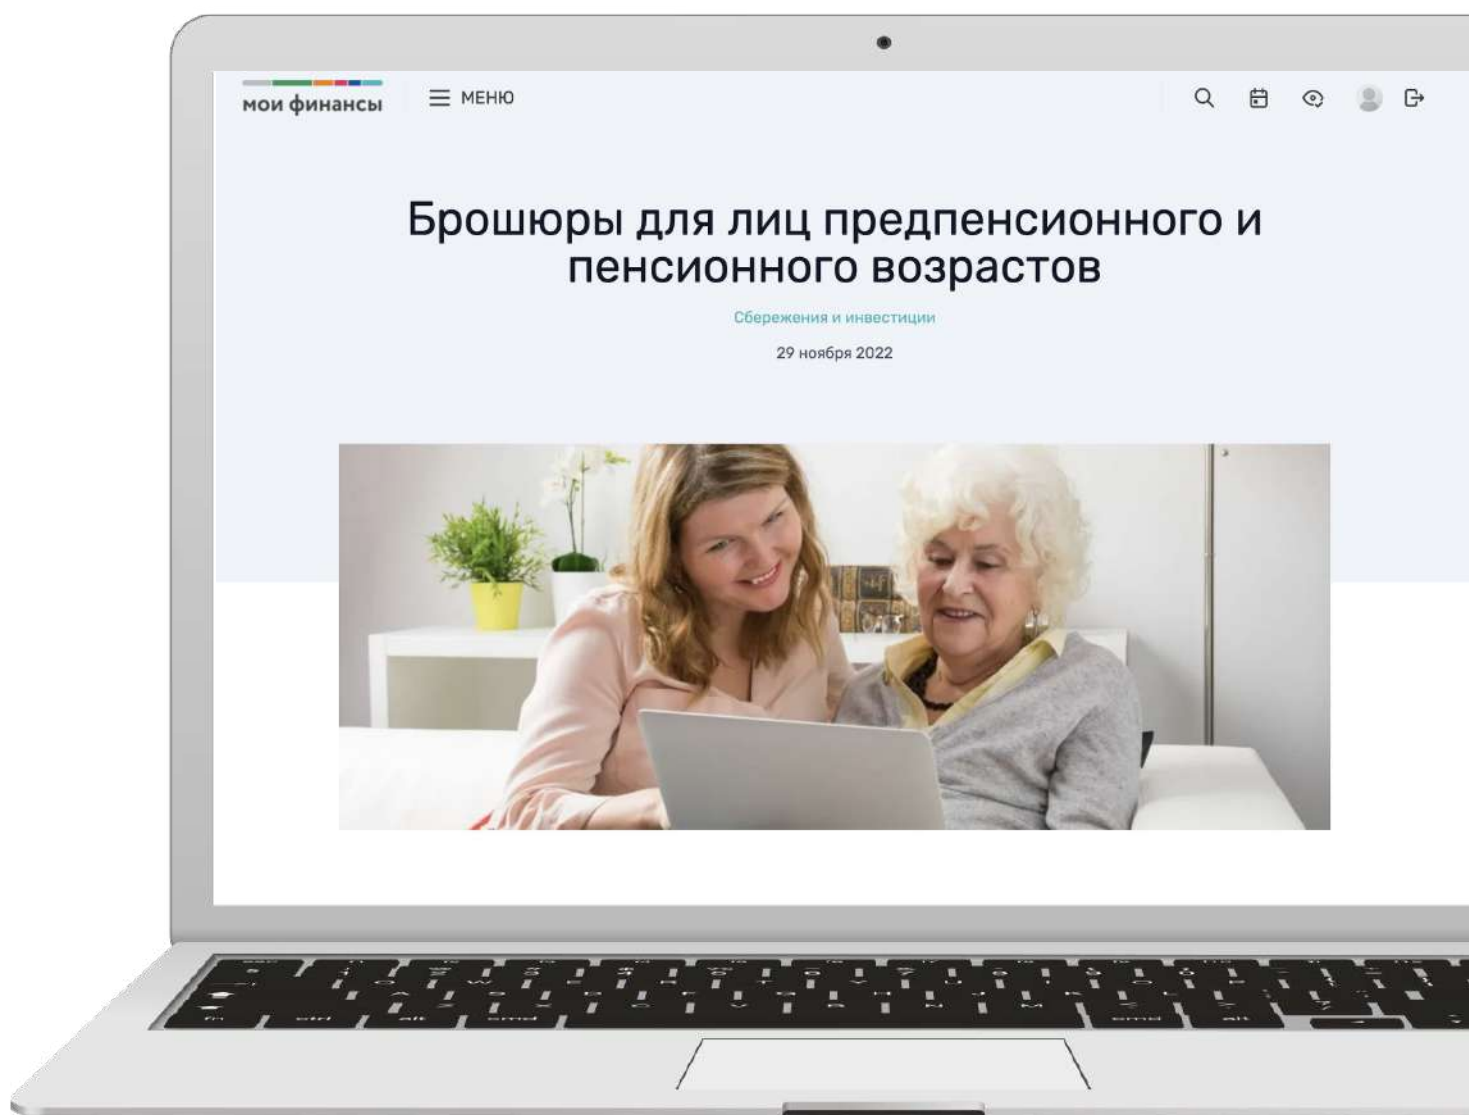 мои финансы
МЕНЮ
Брошюры для лиц предпенсионного и
пенсионного возрастов
Сбережения и инвестиции
29 ноября 2022